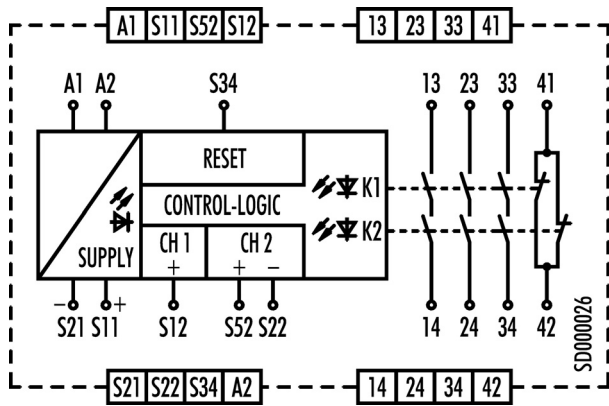 A1 S11 S52 S12 13 23 33 41
A1 A2 S34 13 23 33 41
RESET
K1
CONTROL-LOGIC
K2
CH 1 CH 2
SUPPLY
+ + −
− +
S21 S11 S12 S52 S22 14 24 34 42
SD000026
S21 S22 S34 A2 14 24 34 42